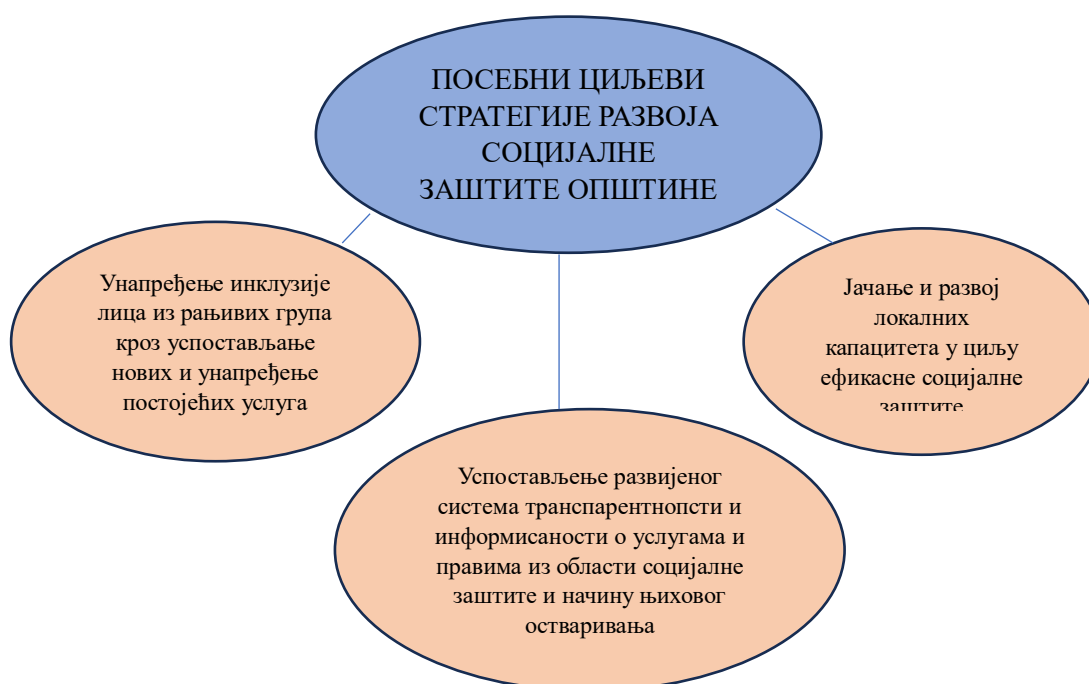 ПОСЕБНИ ЦИЉЕВИ
СТРАТЕГИЈЕ РАЗВОЈА
СОЦИЈАЛНЕ
ЗАШТИТЕ ОПШТИНЕ
Унапређење инклузије
лица из рањивих група
кроз успостављање
нових и унапређење
постојећих услуга
Јачање и развој
локалних
капацитета у циљу
ефикасне социјалне
заштите
Успостављење развијеног
система транспарентнопсти и
информисаности о услугама и
правима из области социјалне
заштите и начину њиховог
остваривања